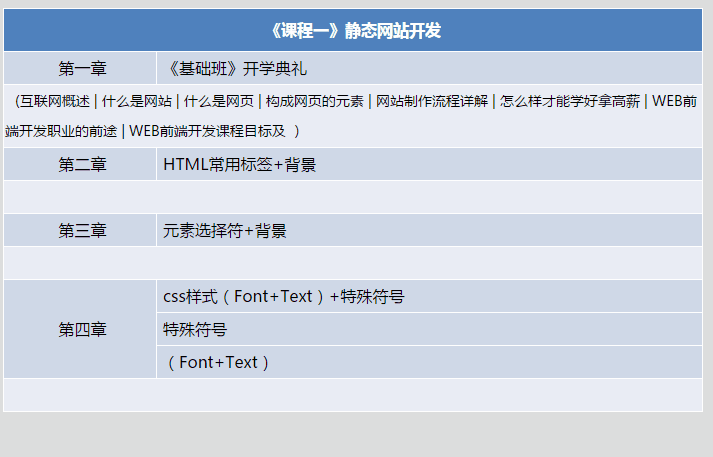 《课程一》静态网站开发
第一章 《基础班》开学典礼
（互联网概述 | 什么是网站 | 什么是网页 | 构成网页的元素 | 网站制作流程详解 | 怎么样才能学好拿高薪 | WEB前
端开发职业的前途 | WEB前端开发课程目标及 ）
第二章 HTML常用标签+背景
第三章 元素选择符+背景
css样式（Font+Text）+特殊符号
第四章 特殊符号
（Font+Text）